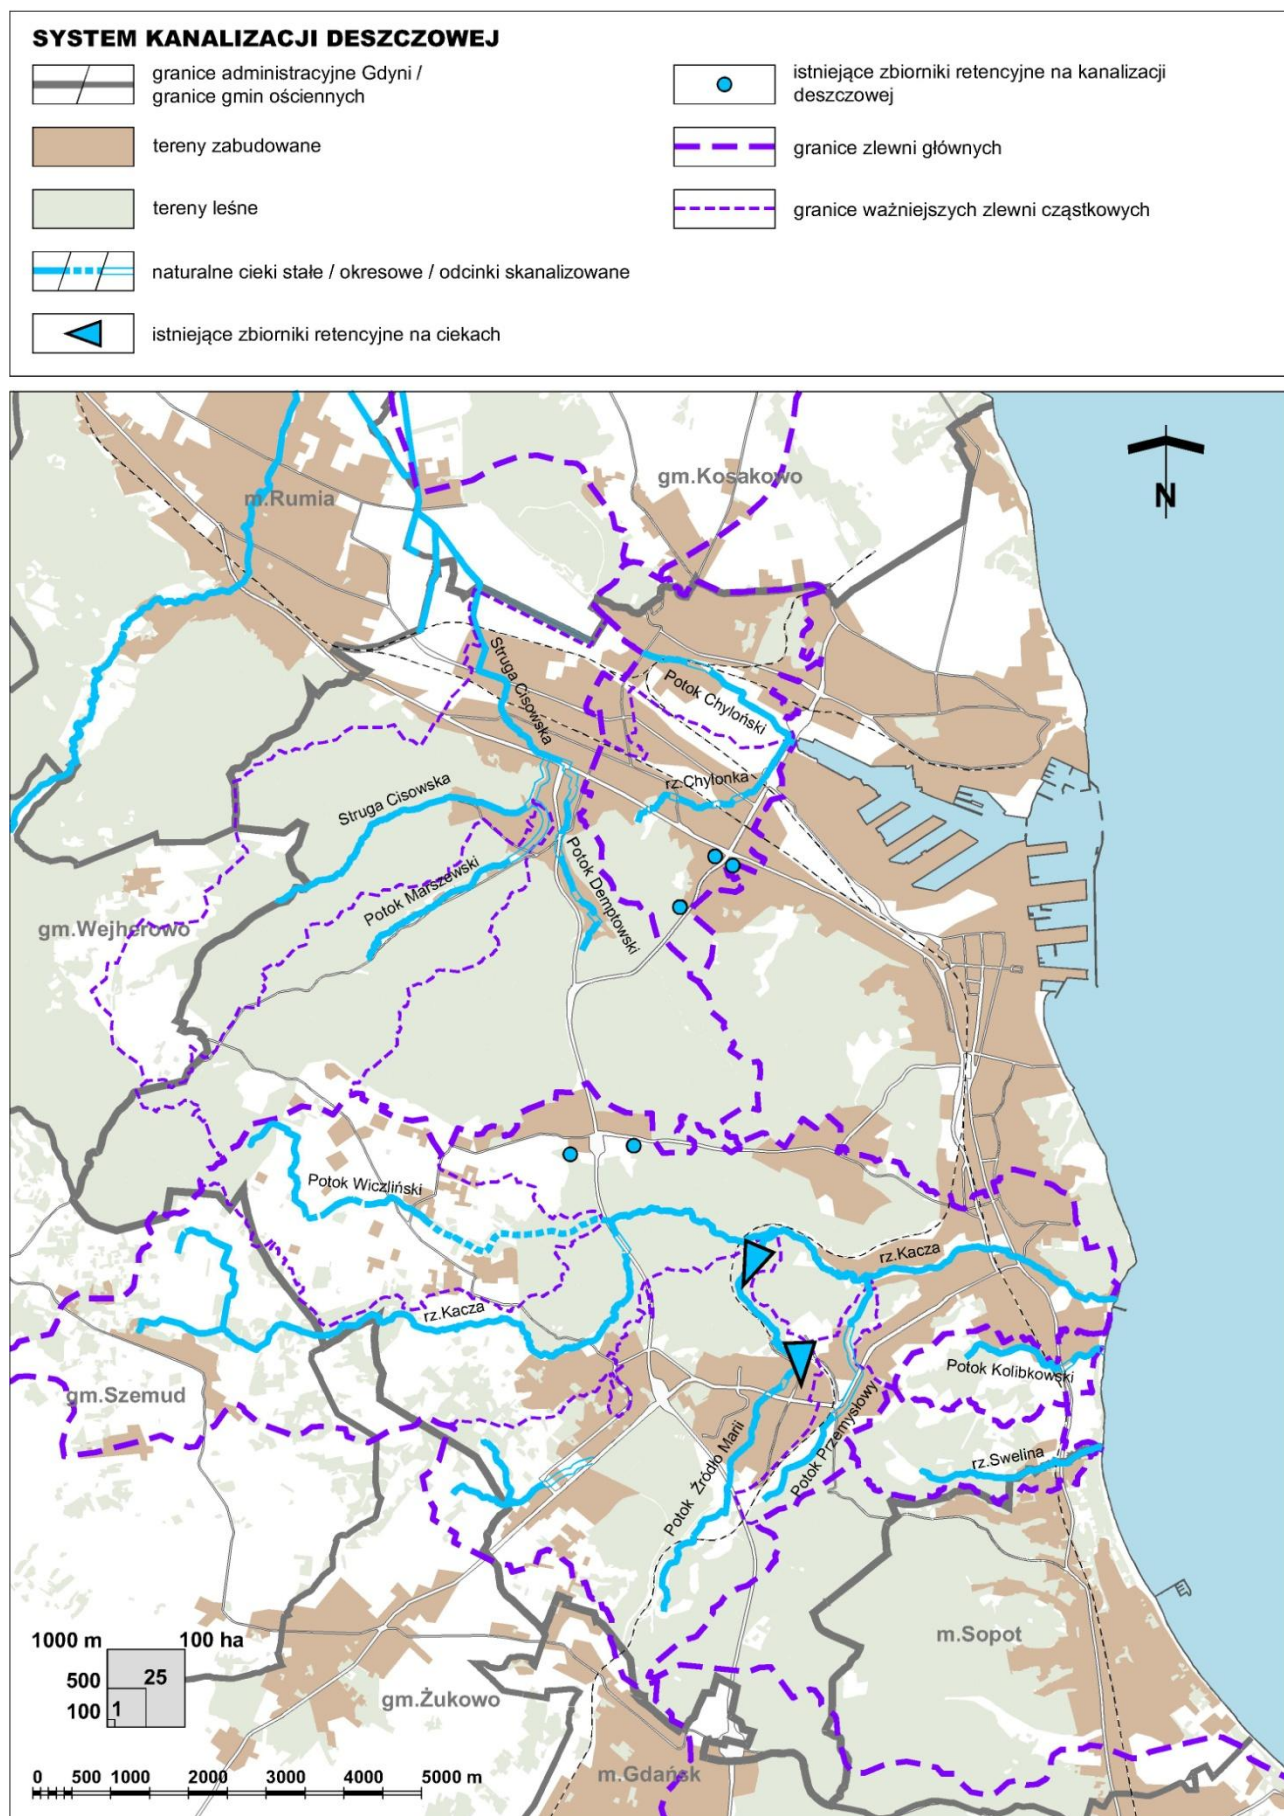 SYSTEM KANALIZACJI DESZCZOWEJ
granice administracyjne Gdyni /
granice gmin ościennych
tereny zabudowane
tereny leśne
naturalne cieki stałe / okresowe / odcinki skanalizowane
istniejące zbiorniki retencyjne na ciekach
istniejące zbiorniki retencyjne na kanalizacji
deszczowej
granice zlewni głównych
granice ważniejszych zlewni cząstkowych
gm.Kosakowo
m.Rumia
N
Struga Cisowska
Potok Chyloński
rz.Chylonka
Struga Cisowska
Potok Marszewski
Potok Demptowski
gm.Wejherowo
Potok Wiczliński
rz.Kacza
rz.Kacza
Potok Kolibkowski
gm.Szemud
Potok Źródło Marii
Potok Przemysłowy
rz.Swelina
m.Sopot
gm.Żukowo
m.Gdańsk
1000 m
100 ha
500
25
100
1
0 500 1000 2000 3000 4000 5000 m